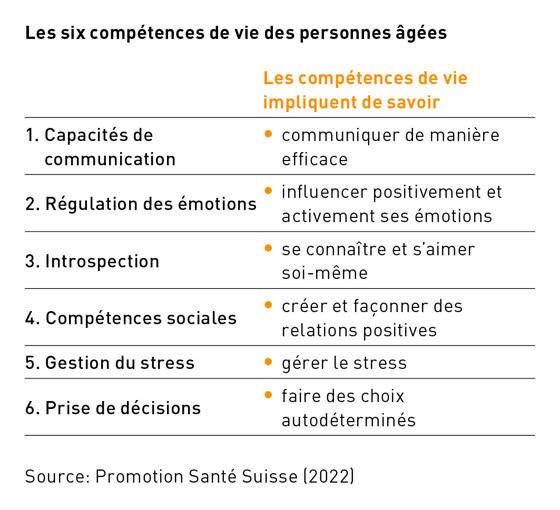 Les six compétences de vie des personnes âgées
Les compétences de vie
impliquent de savoir
1. Capacités de
communication
• communiquer de manière
efficace
2. Régulation des émotions
• influencer positivement et
activement ses émotions
3. Introspection
• se connaître et s’aimer
soi-même
4. Compétences sociales
• créer et façonner des
relations positives
5. Gestion du stress
• gérer le stress
6. Prise de décisions
• faire des choix
autodéterminés
Source: Promotion Santé Suisse (2022)